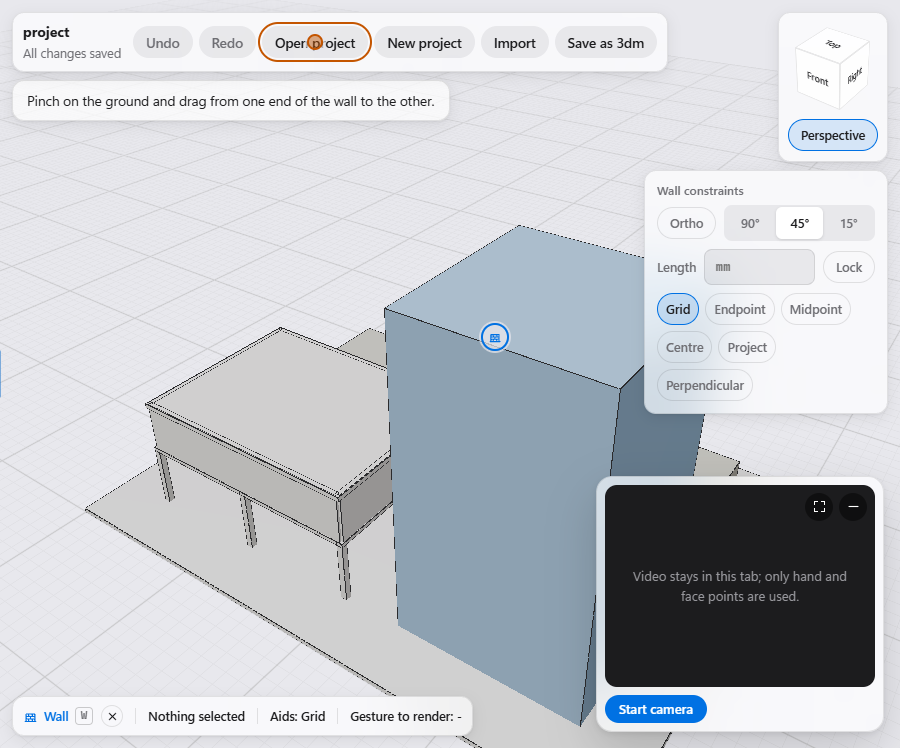 project
All changes saved
Undo
Redo
Open project
New project
Import
Save as 3dm
Pinch on the ground and drag from one end of the wall to the other.
Top
Front
Right
Perspective
Wall constraints
Ortho
90°
45°
15°
Length
mm
Lock
Grid
Endpoint
Midpoint
Centre
Project
Perpendicular
Video stays in this tab; only hand and
face points are used.
Start camera
Wall
W
Nothing selected
Aids: Grid
Gesture to render: -